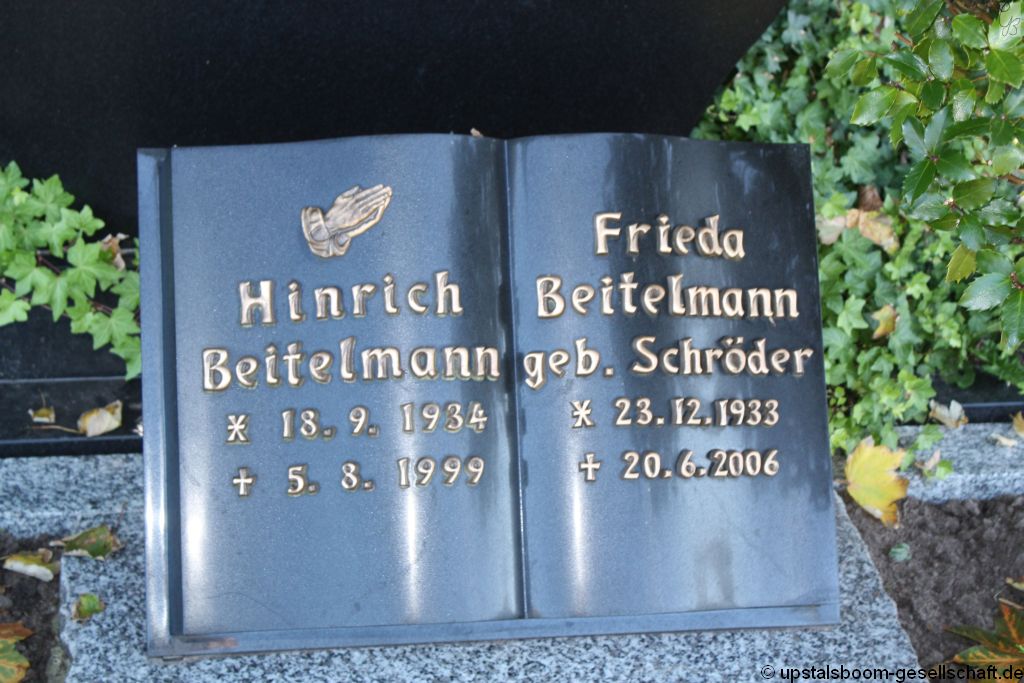 Hinrich
Beitelmann
* 18. 9. 1934
† 5. 8. 1999
Frieda
Beitelmann
geb. Schröder
* 23.12.1933
† 20.6.2006
© upstalsboom-gesellschaft.de